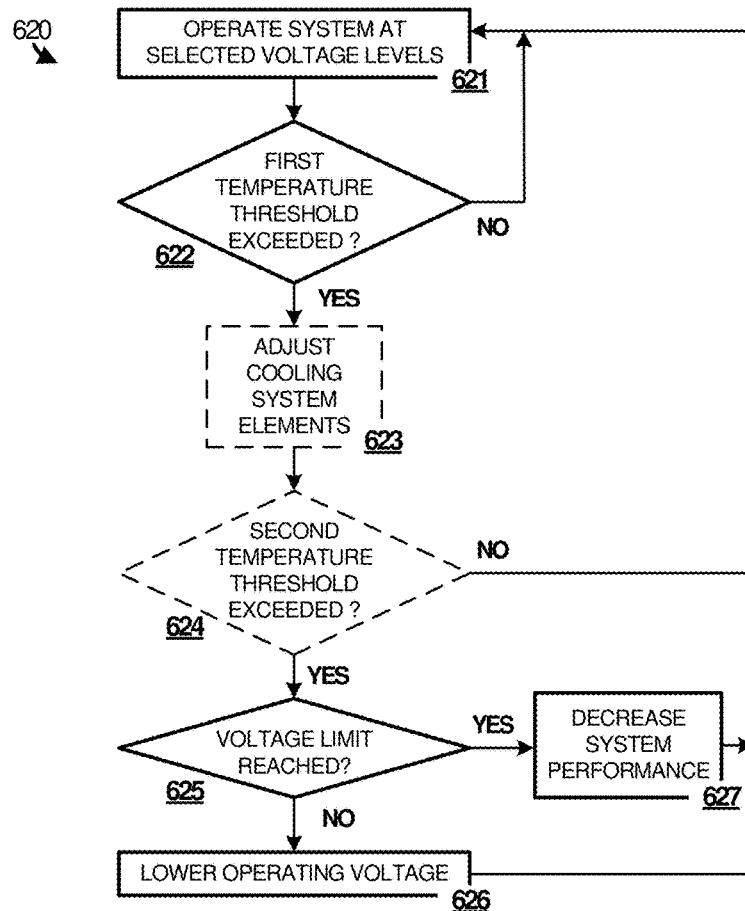 620
OPERATE SYSTEM AT
SELECTED VOLTAGE LEVELS
621
FIRST
TEMPERATURE
THRESHOLD
EXCEEDED ?
622
NO
YES
ADJUST
COOLING
SYSTEM
ELEMENTS
623
SECOND
TEMPERATURE
THRESHOLD
EXCEEDED ?
624
NO
YES
VOLTAGE LIMIT
REACHED?
625
YES
DECREASE
SYSTEM
PERFORMANCE
627
NO
LOWER OPERATING VOLTAGE
626